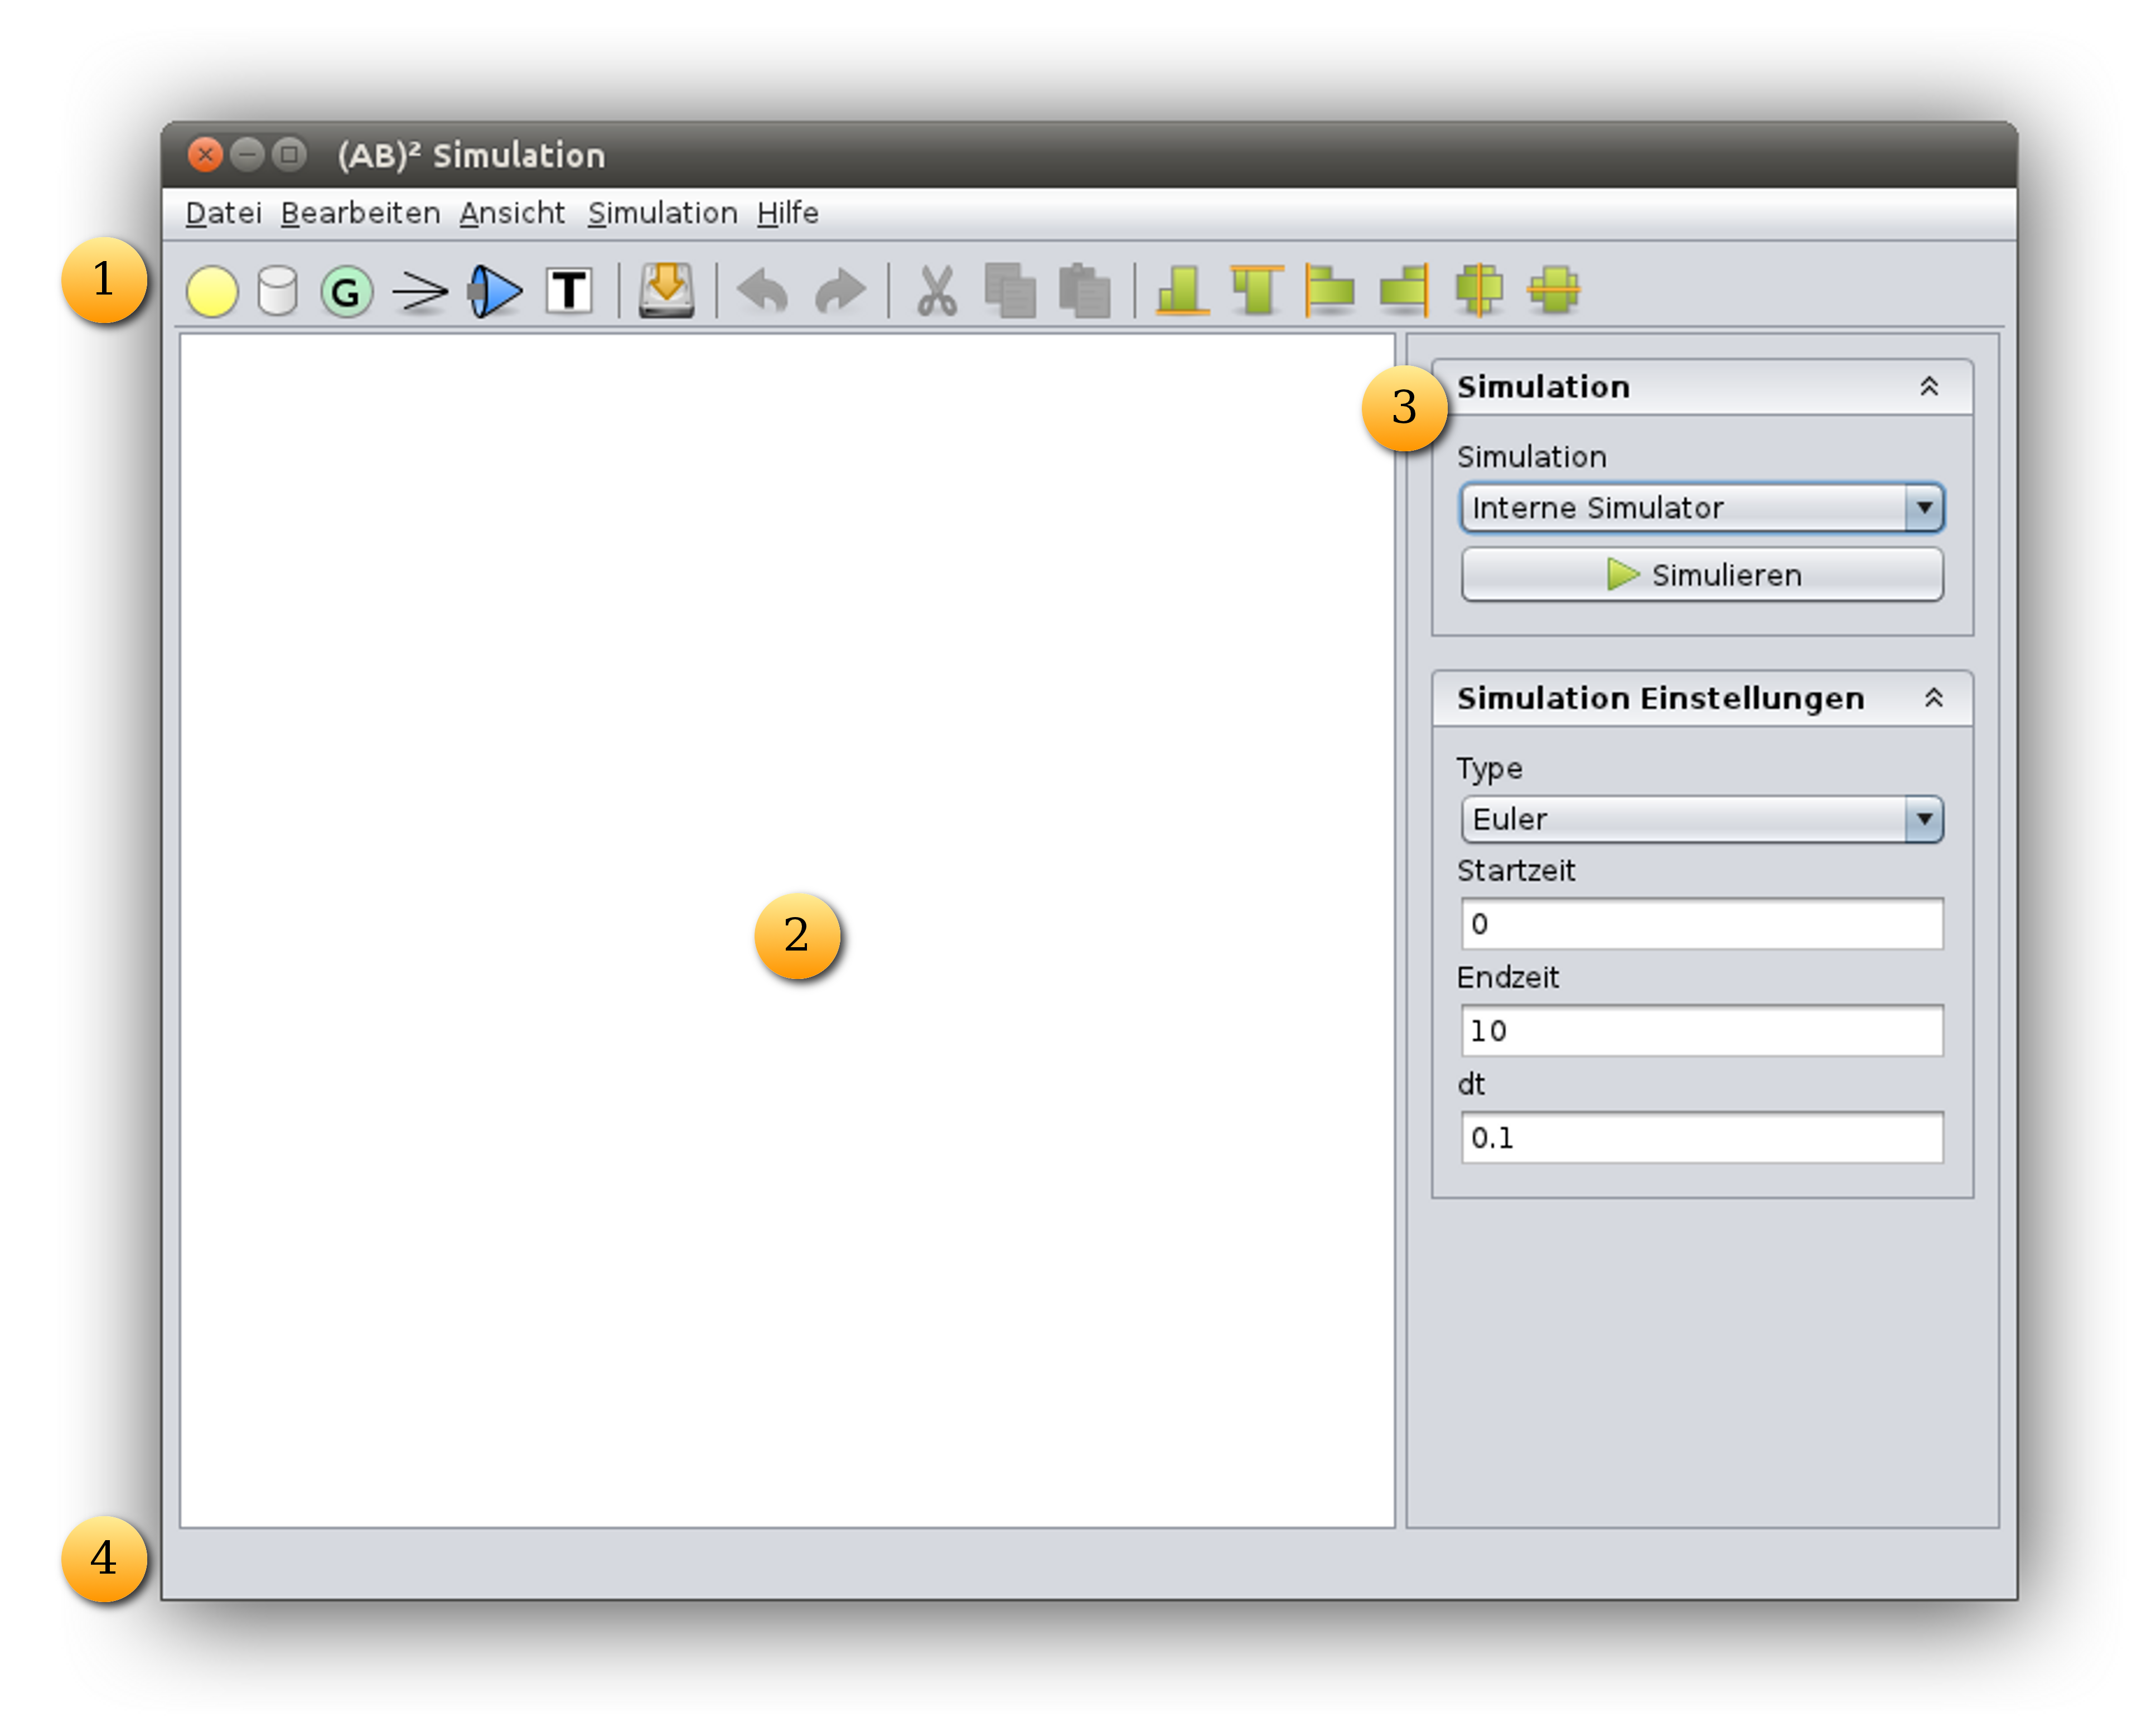 (AB)² Simulation
Datei Bearbeiten Ansicht Simulation Hilfe
1
G T
3
Simulation
Simulation
Interne Simulator
Simulieren
Simulation Einstellungen
Type
Euler
Startzeit
0
2
Endzeit
10
dt
0.1
4